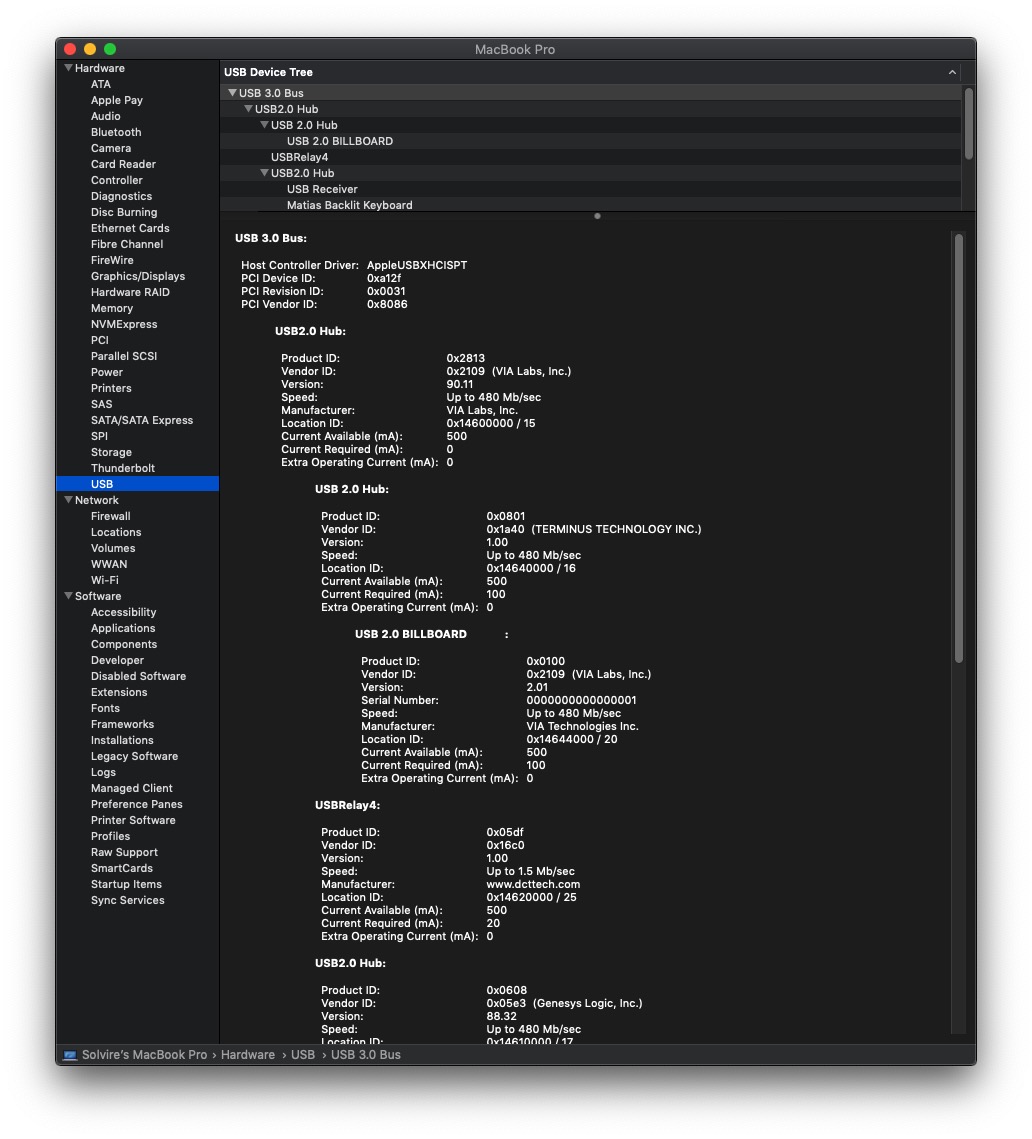 MacBook Pro
Hardware
ATA
Apple Pay
Audio
Bluetooth
Camera
Card Reader
Controller
Diagnostics
Disc Burning
Ethernet Cards
Fibre Channel
FireWire
Graphics/Displays
Hardware RAID
Memory
NVMExpress
PCI
Parallel SCSI
Power
Printers
SAS
SATA/SATA Express
SPI
Storage
Thunderbolt
USB
Network
Firewall
Locations
Volumes
WWAN
Wi-Fi
Software
Accessibility
Applications
Components
Developer
Disabled Software
Extensions
Fonts
Frameworks
Installations
Legacy Software
Logs
Managed Client
Preference Panes
Printer Software
Profiles
Raw Support
SmartCards
Startup Items
Sync Services
USB Device Tree
USB 3.0 Bus
USB2.0 Hub
USB 2.0 Hub
USB 2.0 BILLBOARD
USBRelay4
USB2.0 Hub
USB Receiver
Matias Backlit Keyboard
USB 3.0 Bus:
Host Controller Driver: AppleUSBXHCISPT
PCI Device ID: 0xa12f
PCI Revision ID: 0x0031
PCI Vendor ID: 0x8086
USB2.0 Hub:
Product ID: 0x2813
Vendor ID: 0x2109 (VIA Labs, Inc.)
Version: 90.11
Speed: Up to 480 Mb/sec
Manufacturer: VIA Labs, Inc.
Location ID: 0x14600000 / 15
Current Available (mA): 500
Current Required (mA): 0
Extra Operating Current (mA): 0
USB 2.0 Hub:
Product ID: 0x0801
Vendor ID: 0x1a40 (TERMINUS TECHNOLOGY INC.)
Version: 1.00
Speed: Up to 480 Mb/sec
Location ID: 0x14640000 / 16
Current Available (mA): 500
Current Required (mA): 100
Extra Operating Current (mA): 0
USB 2.0 BILLBOARD :
Product ID: 0x0100
Vendor ID: 0x2109 (VIA Labs, Inc.)
Version: 2.01
Serial Number: 0000000000000001
Speed: Up to 480 Mb/sec
Manufacturer: VIA Technologies Inc.
Location ID: 0x14644000 / 20
Current Available (mA): 500
Current Required (mA): 100
Extra Operating Current (mA): 0
USBRelay4:
Product ID: 0x05df
Vendor ID: 0x16c0
Version: 1.00
Speed: Up to 1.5 Mb/sec
Manufacturer: www.dcttech.com
Location ID: 0x14620000 / 25
Current Available (mA): 500
Current Required (mA): 20
Extra Operating Current (mA): 0
USB2.0 Hub:
Product ID: 0x0608
Vendor ID: 0x05e3 (Genesys Logic, Inc.)
Version: 88.32
Speed: Up to 480 Mb/sec
Location ID: 0x14610000 / 17
Solvire's MacBook Pro › Hardware › USB › USB 3.0 Bus